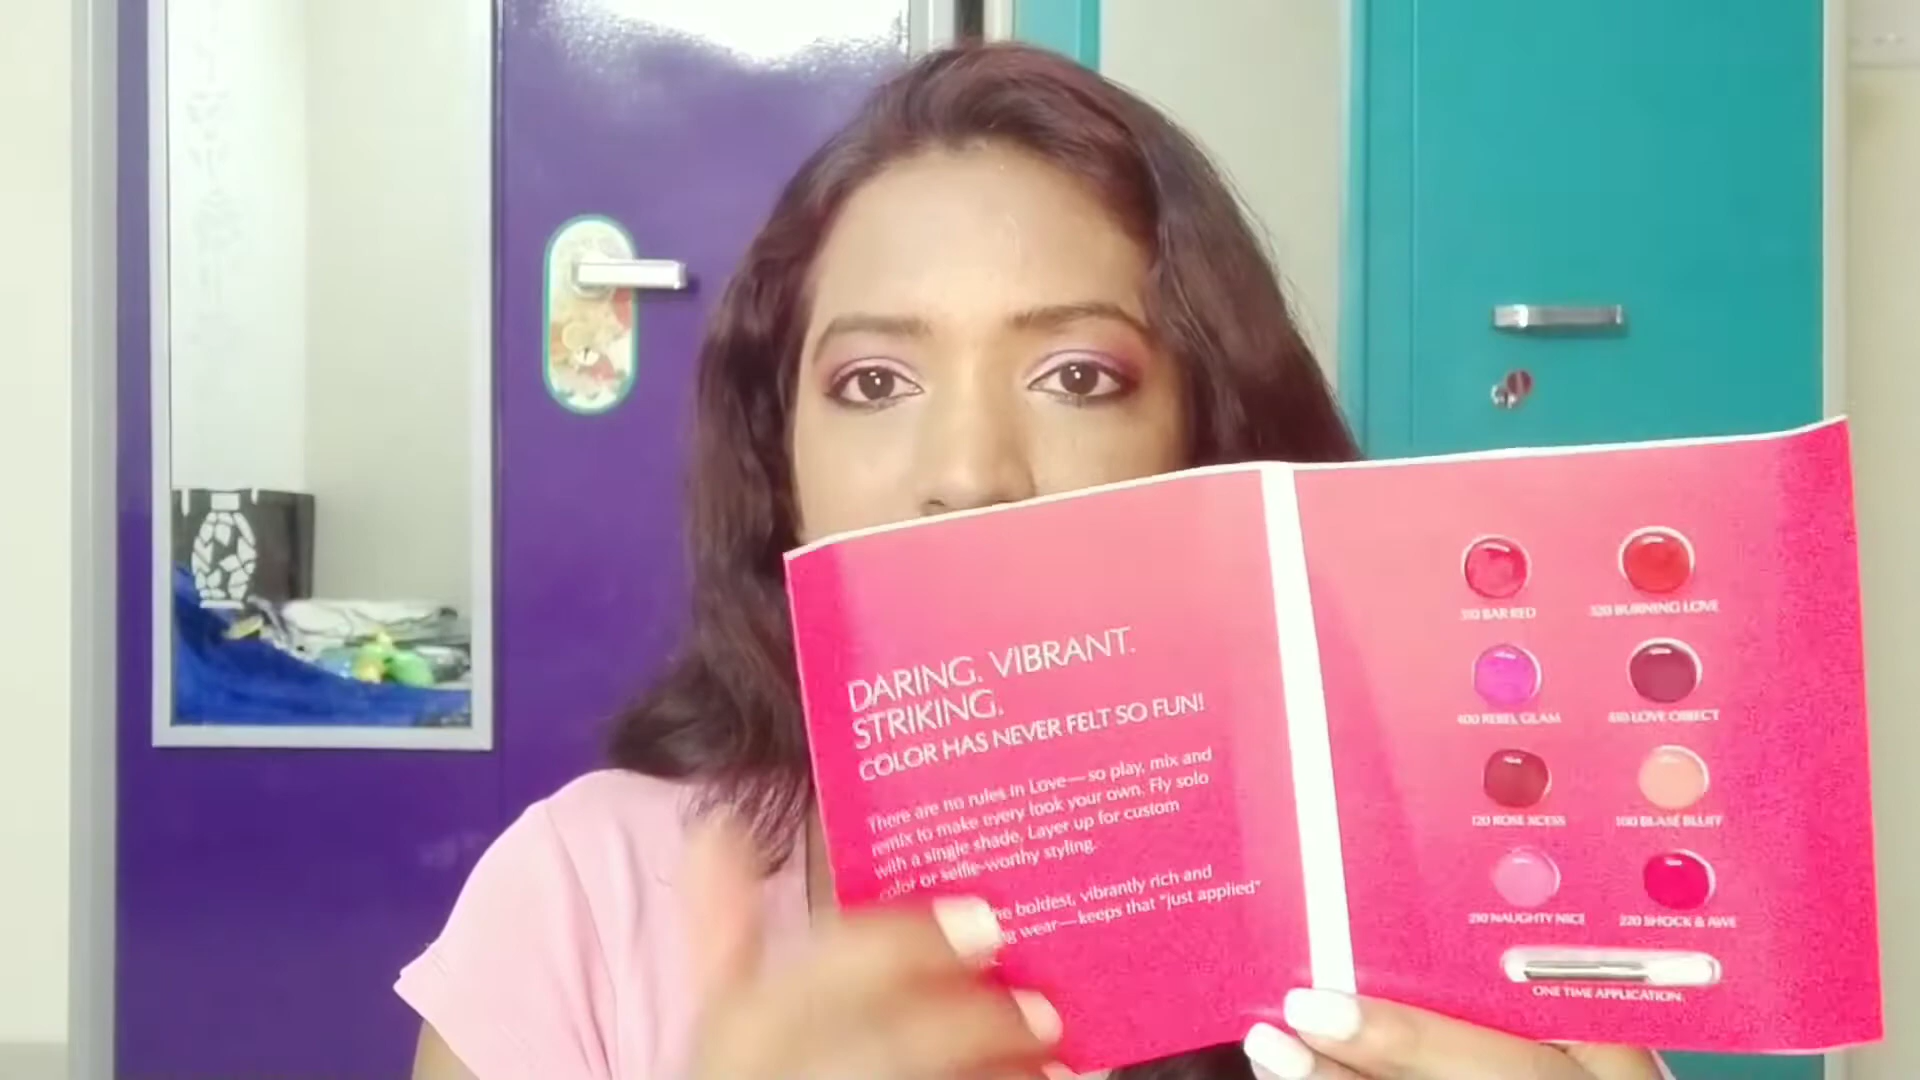 DARING. VIBRANT.
STRIKING.
COLOR HAS NEVER FELT SO FUN!
There are no rules in Love—so play, mix and
remix to make every look your own. Fly solo
with a single shade. Layer up for custom
color or selfie-worthy styling.
boldest, vibrantly rich and
wear—keeps that "just applied"
310 BAR RED
320 BURNING LOVE
400 REBEL GLAM
LOVE OBJECT
120 ROSE XCESS
100 BLASE BLUFF
210 NAUGHTY NICE
220 SHOCK & AWE
ONE TIME APPLICATION.